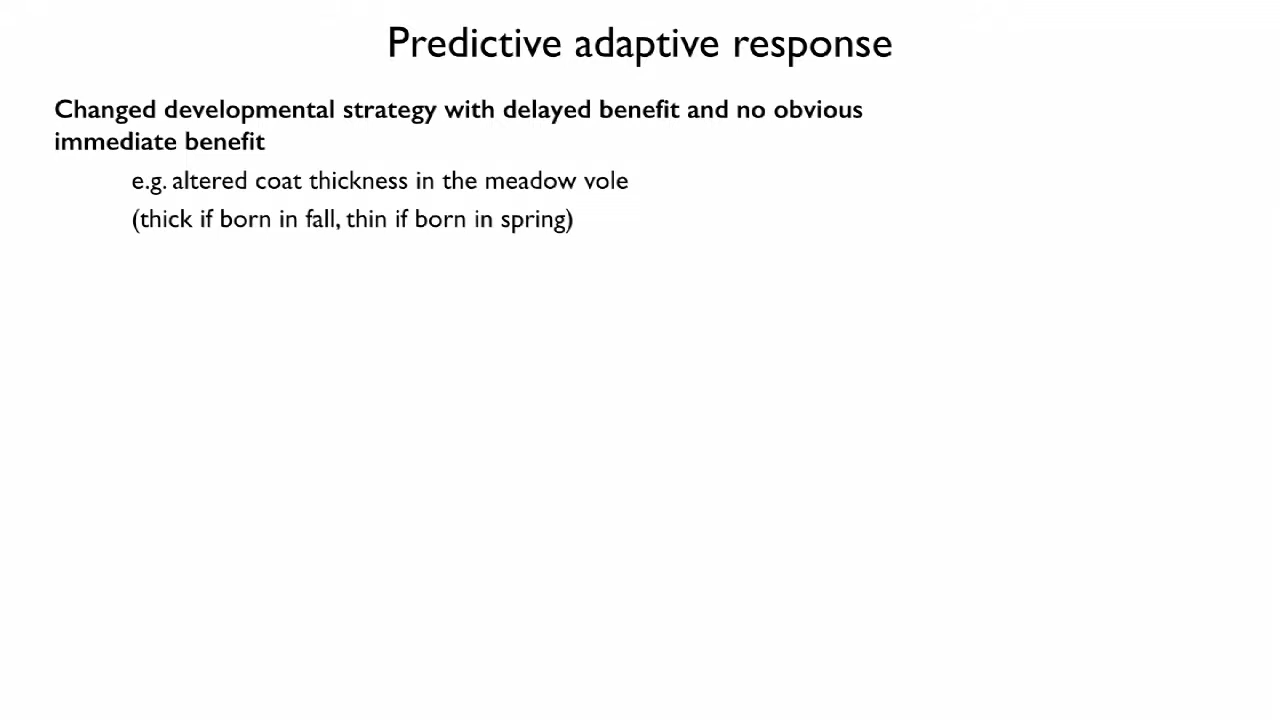 Predictive adaptive response
Changed developmental strategy with delayed benefit and no obvious
immediate benefit
e.g. altered coat thickness in the meadow vole
(thick if born in fall, thin if born in spring)